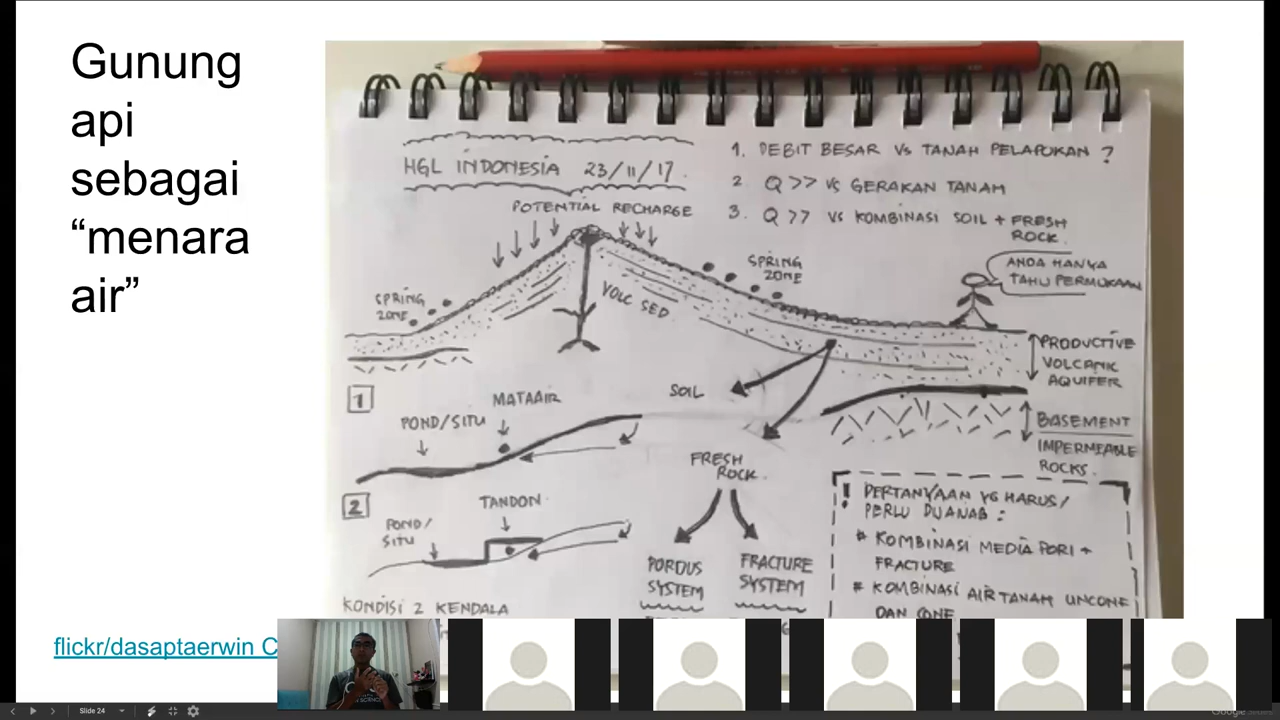 Gunung
api
sebagai
“menara
air”
HGL INDONESIA 23/11/17
1. DEBIT BESAR VS TANAH PELAPUKAN ?
2 Q >> VS GERAKAN TANAH
3. Q >> VS KOMBINASI SOIL + FRESH
ROCK.
POTENTIAL RECHARGE
SPRING
ZONE
ANDA HANYA
TAHU PERMUKAAN
SPRING
ZONE
VOLC SED
PRODUCTIVE
VOLCANIC
AQUIFER
SOIL
1
MATAAIR
POND/SITU
BASEMENT
IMPERMEABLE
ROCKS.
FRESH
ROCK.
2
TANDON
POND/
SITU
POROUS
SYSTEM
FRACTURE
SYSTEM
! PERTANYAAN YG HARUS/
PERLU DIJAWAB :
* KOMBINASI MEDIA PORI +
FRACTURE
* KOMBINASI AIR TANAH UNCONF
DAN CONF
KONDISI 2 KENDALA
flickr/dasaptaerwin C
Slide 24